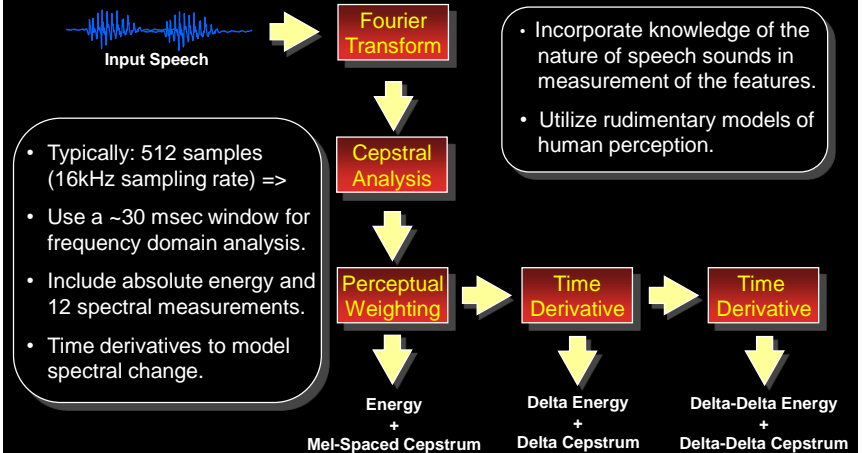 Input Speech
Fourier
Transform
• Incorporate knowledge of the
nature of speech sounds in
measurement of the features.
• Utilize rudimentary models of
human perception.
• Typically: 512 samples
(16kHz sampling rate) =>
• Use a ~30 msec window for
frequency domain analysis.
• Include absolute energy and
12 spectral measurements.
• Time derivatives to model
spectral change.
Cepstral
Analysis
Perceptual
Weighting
Time
Derivative
Time
Derivative
Energy
+
Mel-Spaced Cepstrum
Delta Energy
+
Delta Cepstrum
Delta-Delta Energy
+
Delta-Delta Cepstrum